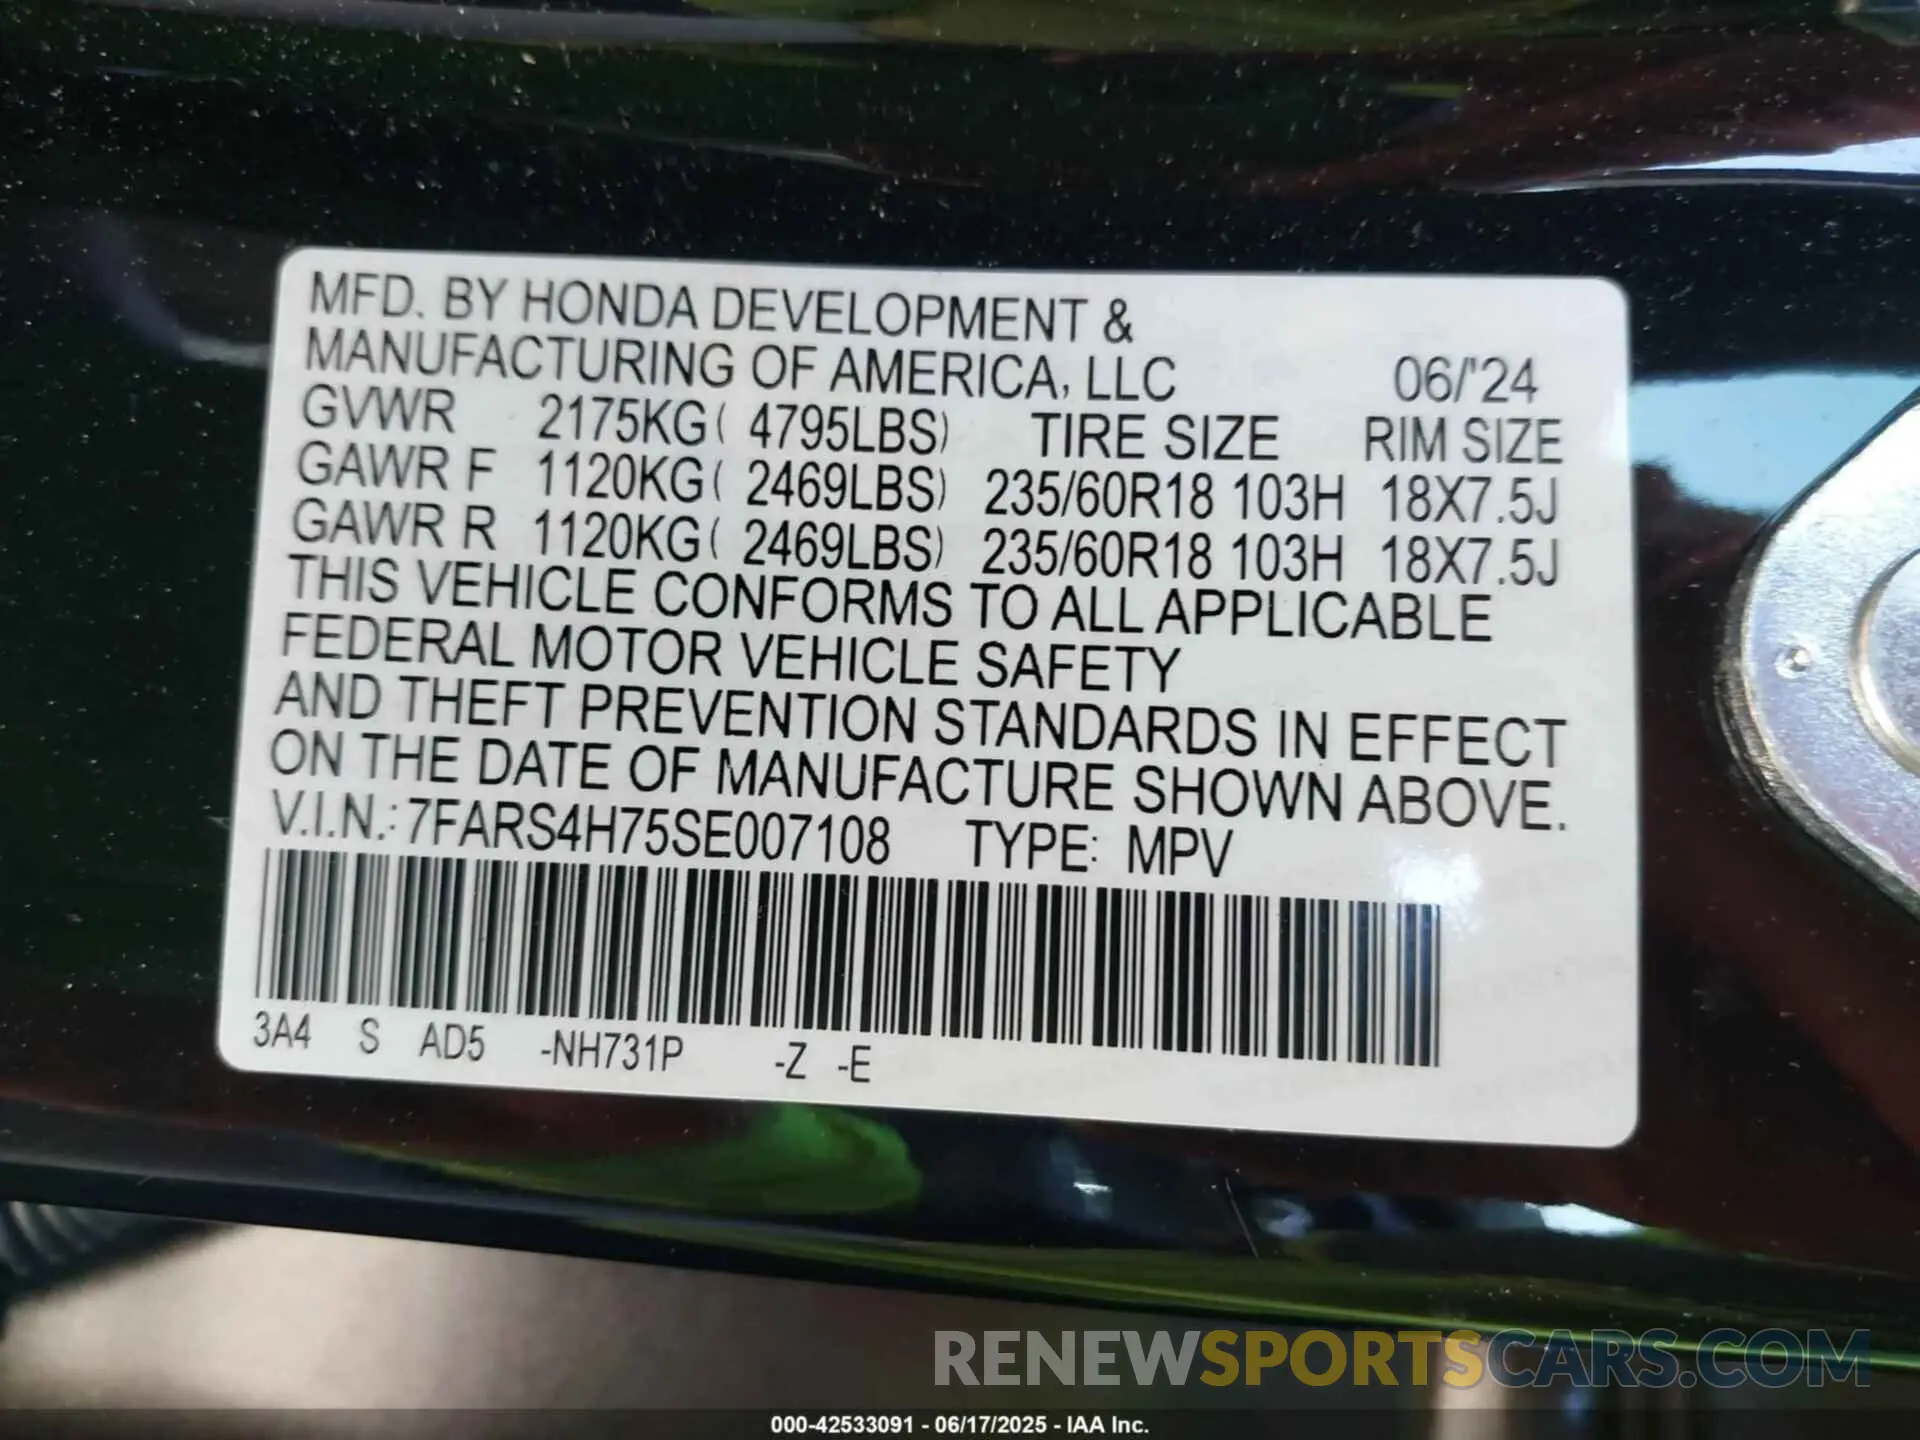 MFD. BY HONDA DEVELOPMENT &
MANUFACTURING OF AMERICA, LLC 06/'24
GVWR 2175KG( 4795LBS) TIRE SIZE RIM SIZE
GAWR F 1120KG( 2469LBS) 235/60R18 103H 18X7.5J
GAWR R 1120KG( 2469LBS) 235/60R18 103H 18X7.5J
THIS VEHICLE CONFORMS TO ALL APPLICABLE
FEDERAL MOTOR VEHICLE SAFETY
AND THEFT PREVENTION STANDARDS IN EFFECT
ON THE DATE OF MANUFACTURE SHOWN ABOVE.
V.I.N.: 7FARS4H75SE007108 TYPE: MPV
3A4 S AD5 -NH731P -Z -E
RENEWSPORTSCARS.COM
000-42533091 - 06/17/2025 - IAA Inc.